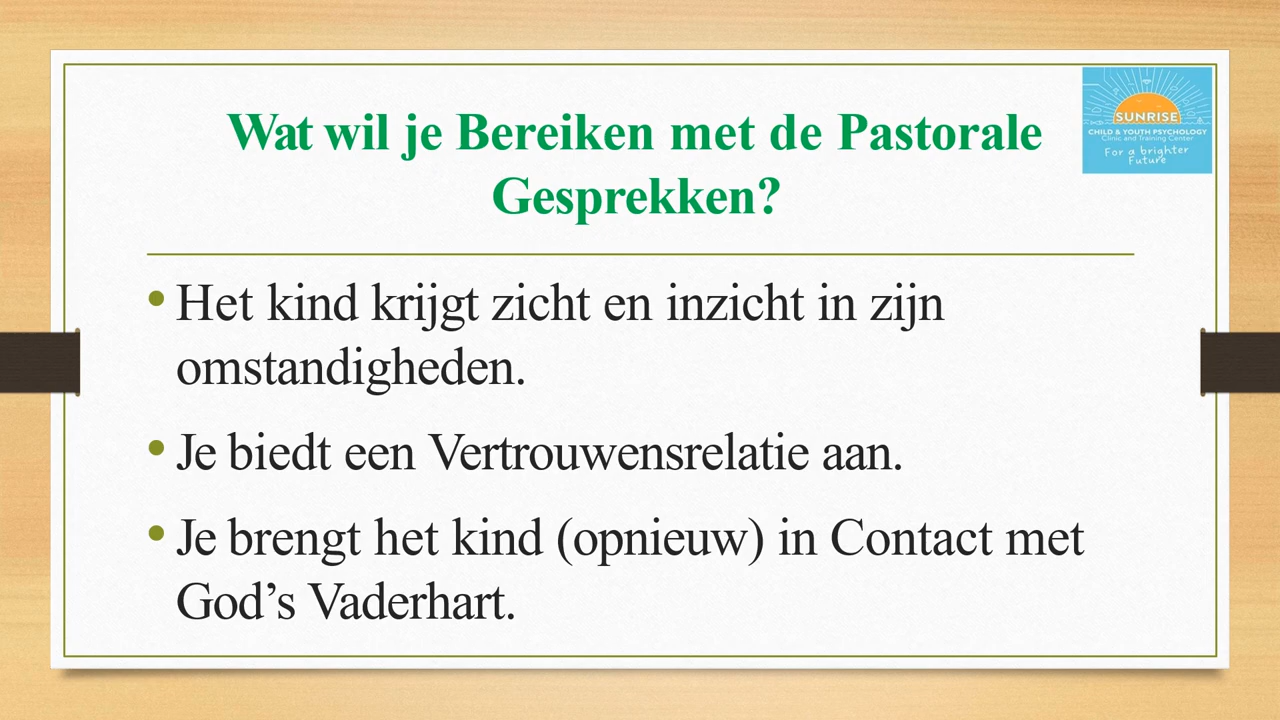 Wat wil je Bereiken met de Pastorale
Gesprekken?
SUNRISE
CHILD & YOUTH PSYCHOLOGY
Clinic and Training Center
For a brighter
Future
• Het kind krijgt zicht en inzicht in zijn
omstandigheden.
• Je biedt een Vertrouwensrelatie aan.
• Je brengt het kind (opnieuw) in Contact met
God’s Vaderhart.